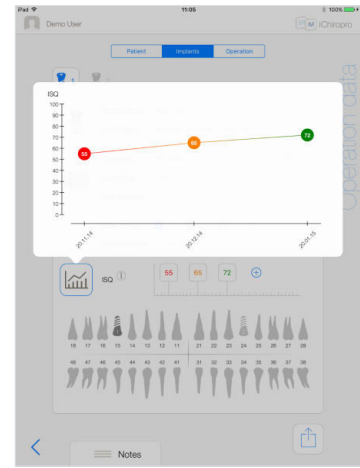 iPad 11:05 100%
Demo User iChiropro
Patient Implants Operation
1
Operation data
ISQ
100
90
80
70
60
50
40
30
20
10
0
55 65 72
20.11.14 20.12.14 20.01.15
ISQ i 55 65 72
18 17 16 15 14 13 12 11 21 22 23 24 25 26 27 28
48 47 46 45 44 43 42 41 31 32 33 34 35 36 37 38
Notes